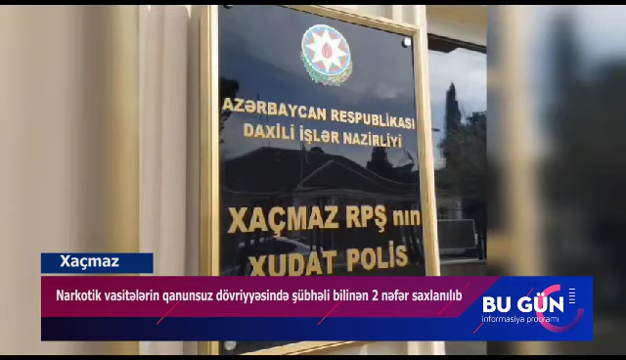 AZƏRBAYCAN RESPUBLİKASI
DAXİLİ İŞLƏR NAZİRLİYİ
XAÇMAZ RPŞ nın
XUDAT POLİS
Xaçmaz
Narkotik vasitələrin qanunsuz dövriyyəsində şübhəli bilinən 2 nəfər saxlanılıb
BU GÜN
informasiya proqramı